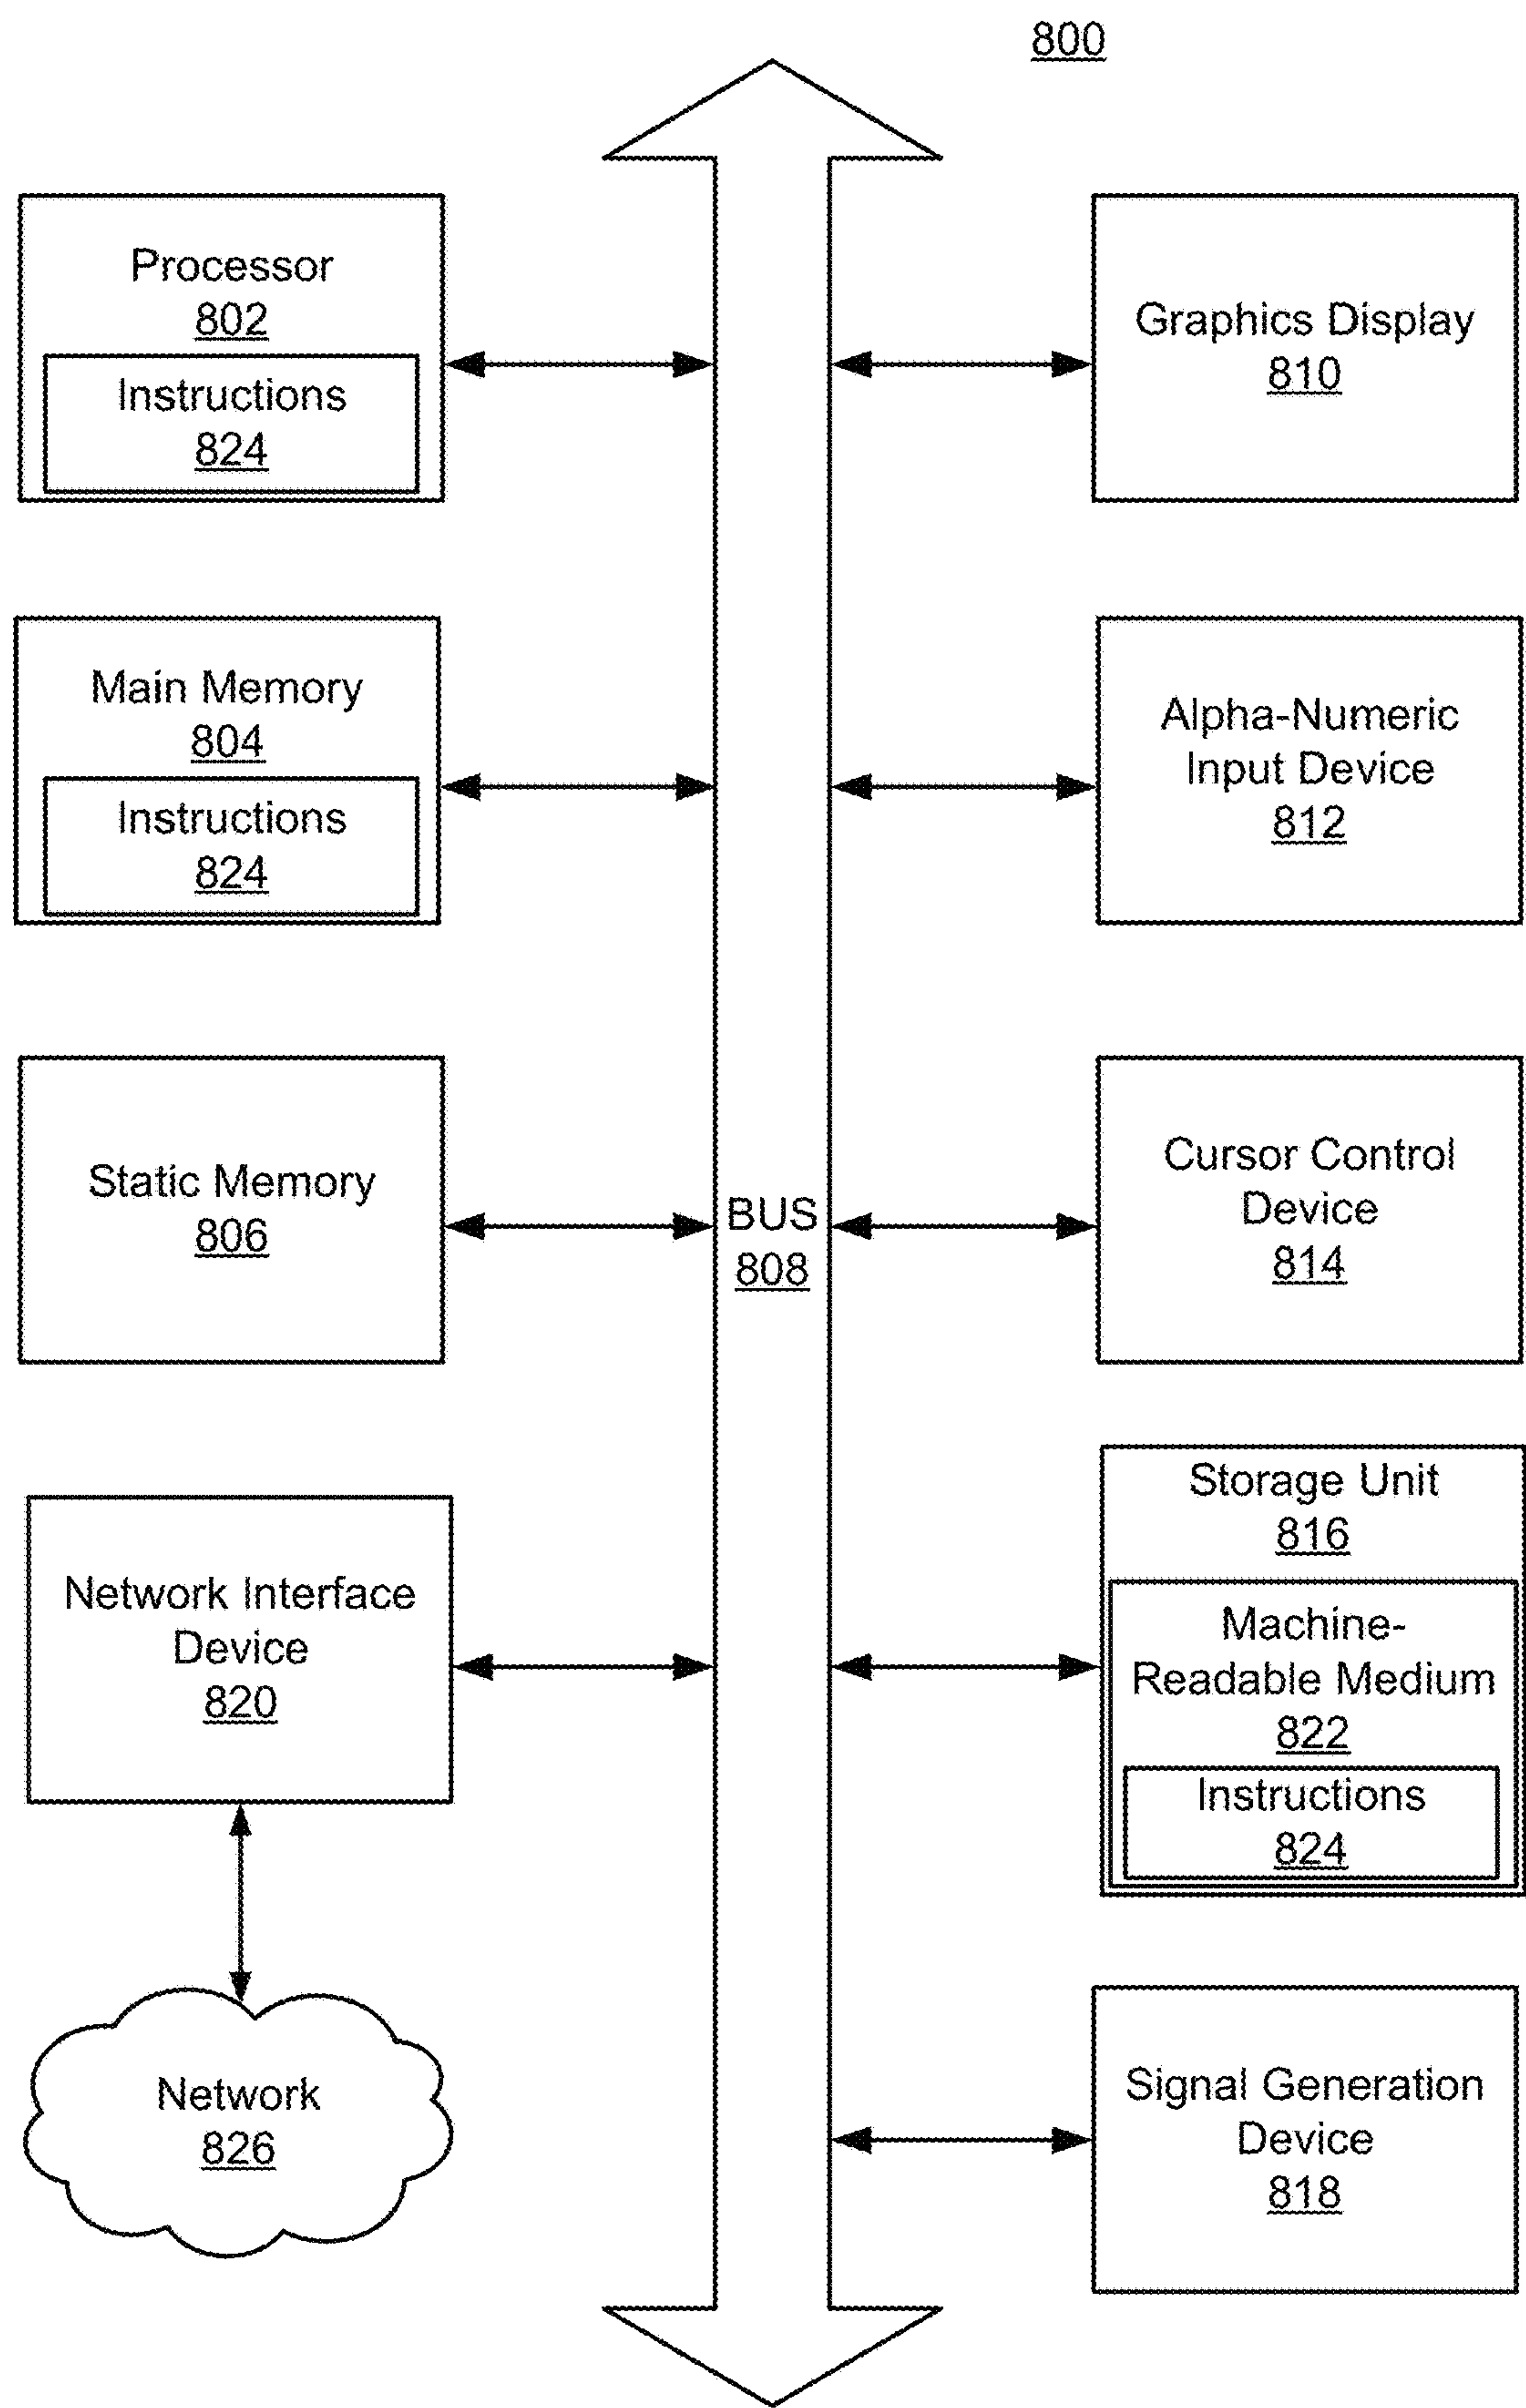 800
Processor
802
Instructions
824
Main Memory
804
Instructions
824
Static Memory
806
Network Interface
Device
820
Network
826
BUS
808
Graphics Display
810
Alpha-Numeric
Input Device
812
Cursor Control
Device
814
Storage Unit
816
Machine-
Readable Medium
822
Instructions
824
Signal Generation
Device
818